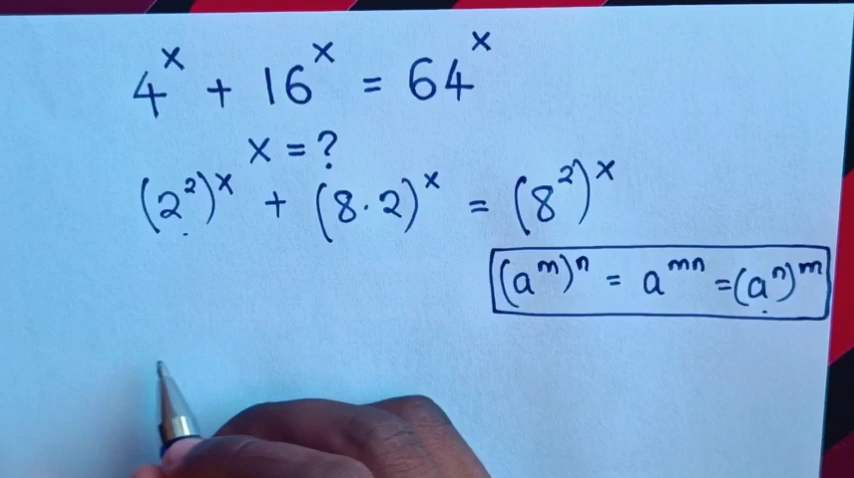 4^x + 16^x = 64^x
x = ?
(2^2)^x + (8·2)^x = (8^2)^x
(a^m)^n = a^mn = (a^n)^m